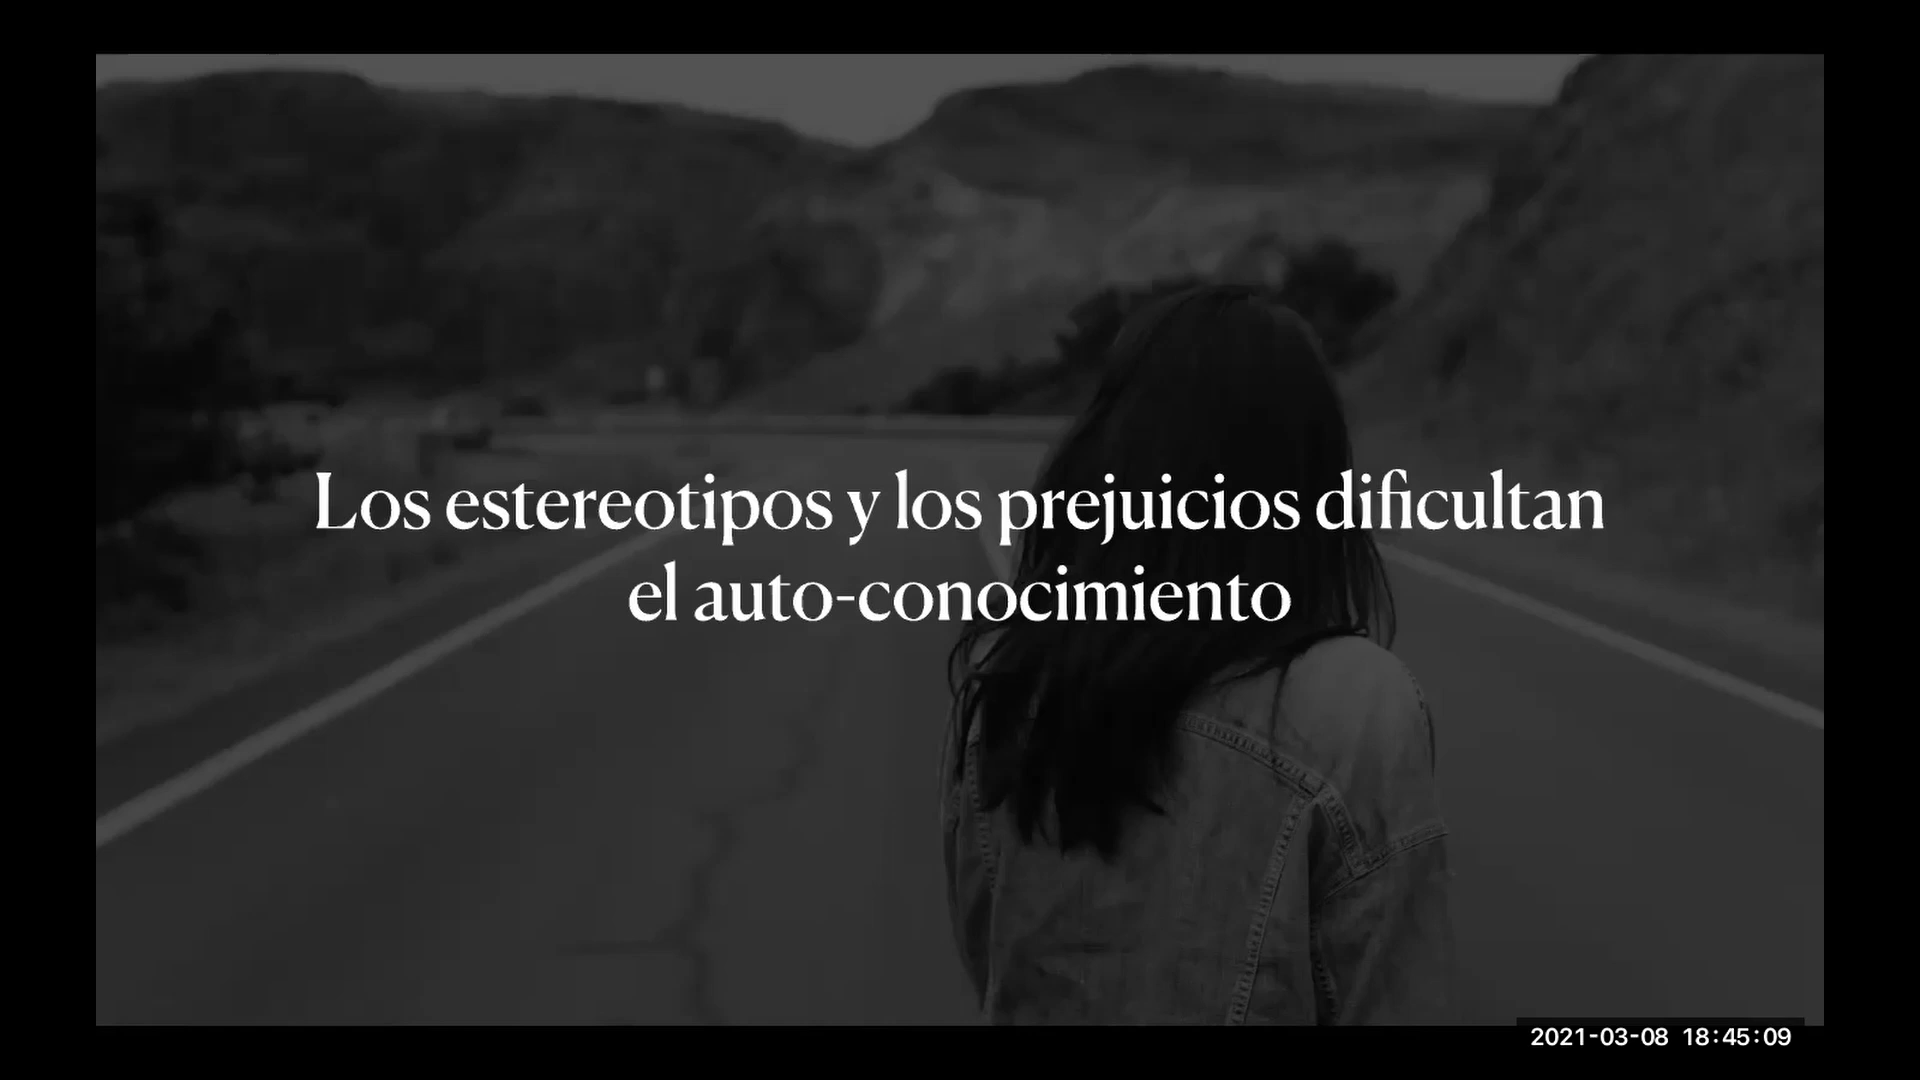 Los estereotipos y los prejuicios dificultan
el auto-conocimiento
2021-03-08 18:45:09